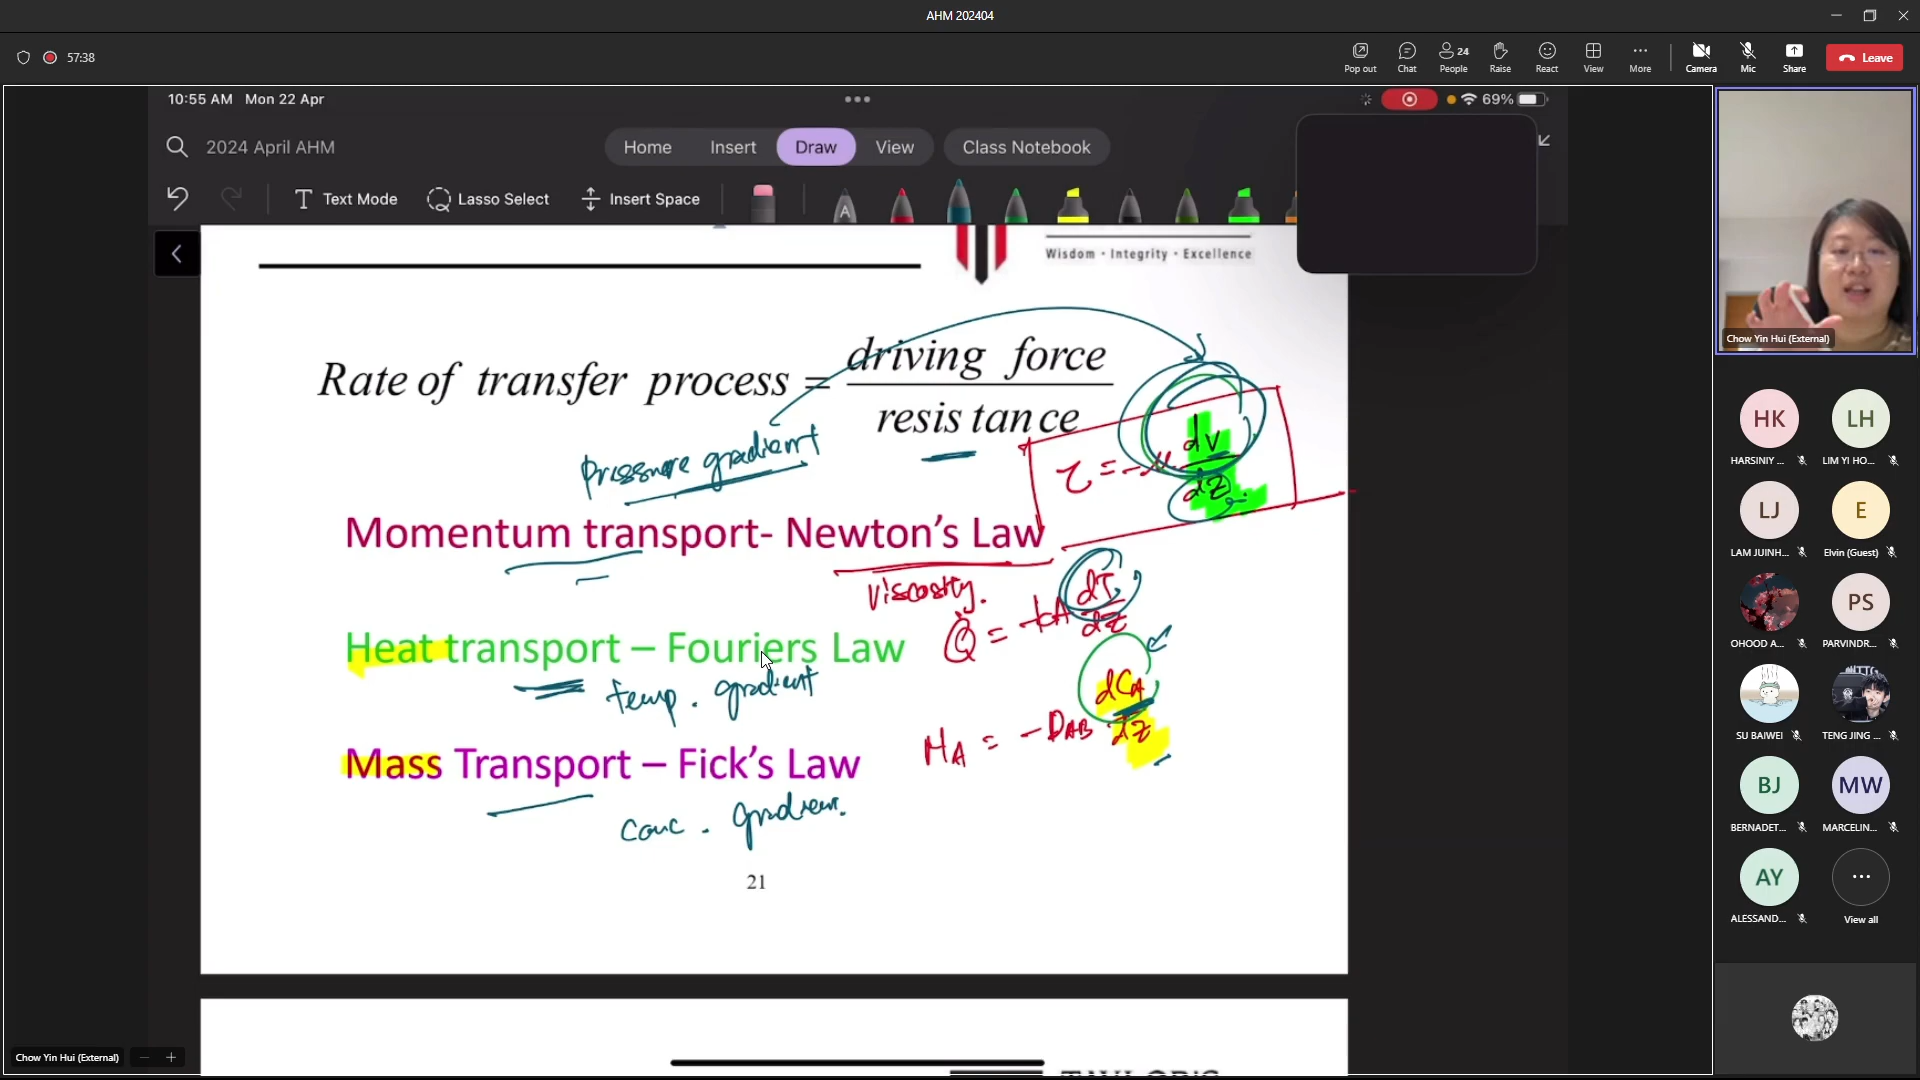 AHM 202404
57:38
Pop out
Chat
24
People
Raise
React
View
More
Camera
Mic
Share
Leave
10:55 AM Mon 22 Apr
69%
2024 April AHM
Home
Insert
Draw
View
Class Notebook
Text Mode
Lasso Select
Insert Space
Wisdom · Integrity · Excellence
Rate of transfer process = driving force / resis tan ce
τ = -μ dv/dz
Pressure gradient
Momentum transport- Newton's Law
Viscosity.
Q̇ = -kA dT/dz
Heat transport – Fouriers Law
temp. gradient
NA = -DAB dCA/dz
Mass Transport – Fick's Law
conc. gradien.
21
TAYLOR'S
Chow Yin Hui (External)
Chow Yin Hui (External)
HK
LH
HARSINIY ...
LIM YI HO...
LJ
E
LAM JUINH...
Elvin (Guest)
PS
OHOOD A...
PARVINDR...
SU BAIWEI
TENG JING ...
BJ
MW
BERNADET...
MARCELIN...
AY
ALESSAND...
View all